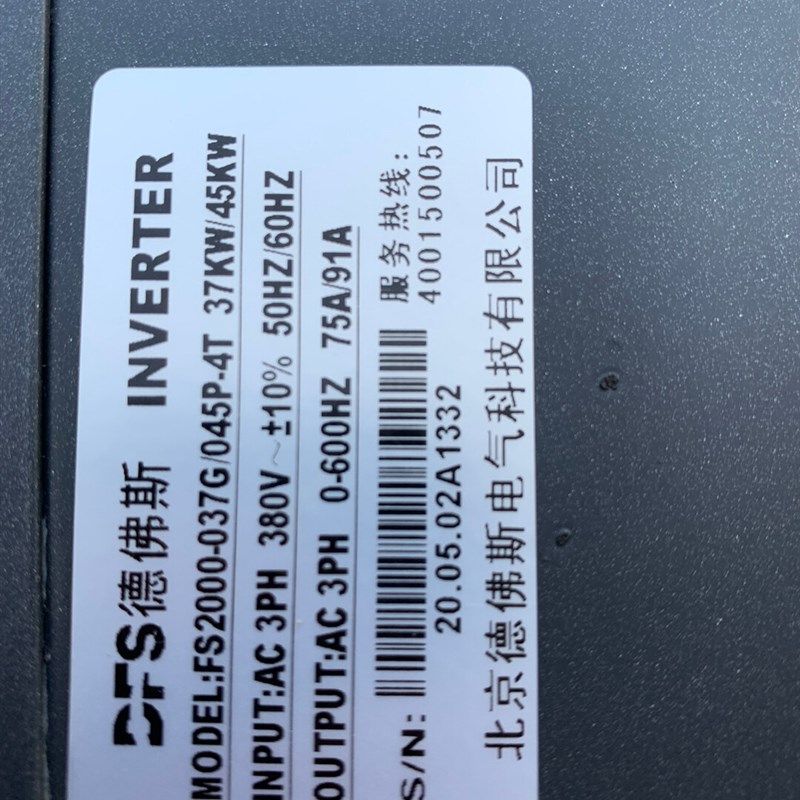 DFS德佛斯 INVERTER
MODEL:FS2000-037G/045P-4T 37KW/45KW
INPUT:AC 3PH 380V~±10% 50HZ/60HZ
OUTPUT:AC 3PH 0-600HZ 75A/91A
服务热线:
4001500507
S/N:
20.05.02A1332
北京德佛斯电气科技有限公司